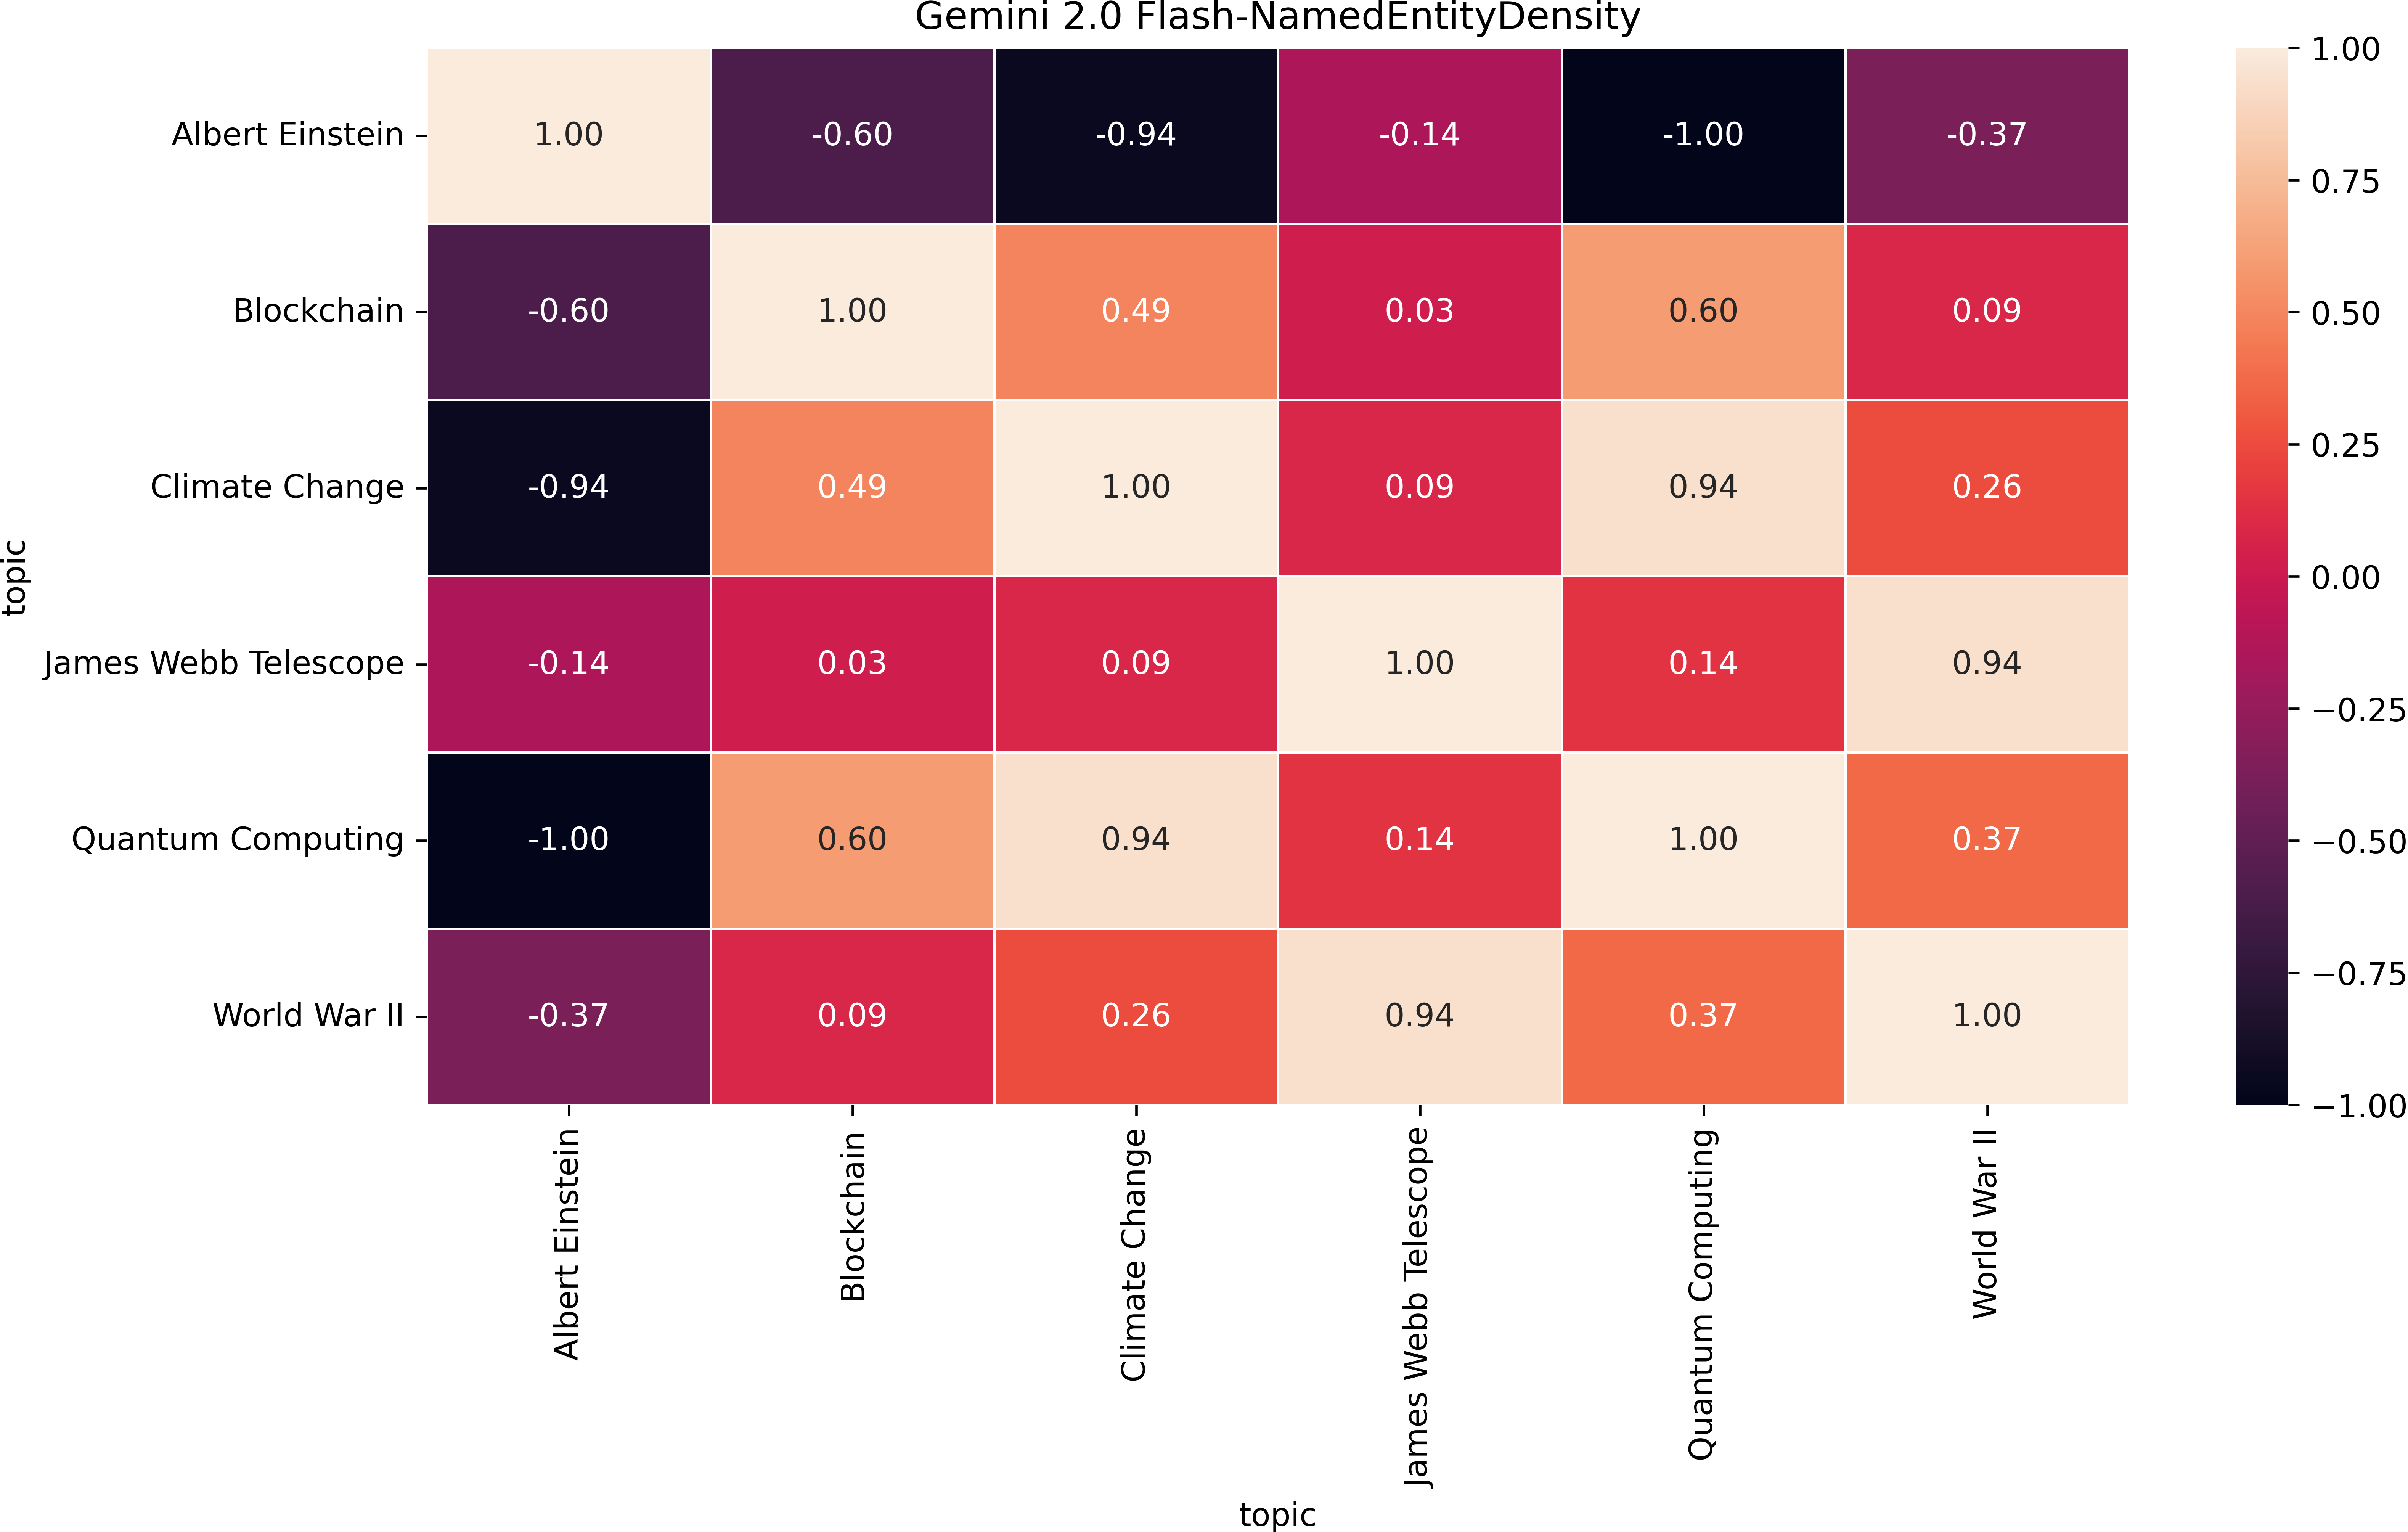 Gemini 2.0 Flash-NamedEntityDensity
topic
Albert Einstein 1.00 -0.60 -0.94 -0.14 -1.00 -0.37
Blockchain -0.60 1.00 0.49 0.03 0.60 0.09
Climate Change -0.94 0.49 1.00 0.09 0.94 0.26
James Webb Telescope -0.14 0.03 0.09 1.00 0.14 0.94
Quantum Computing -1.00 0.60 0.94 0.14 1.00 0.37
World War II -0.37 0.09 0.26 0.94 0.37 1.00
Albert Einstein
Blockchain
Climate Change
James Webb Telescope
Quantum Computing
World War II
topic
1.00
0.75
0.50
0.25
0.00
−0.25
−0.50
−0.75
−1.00